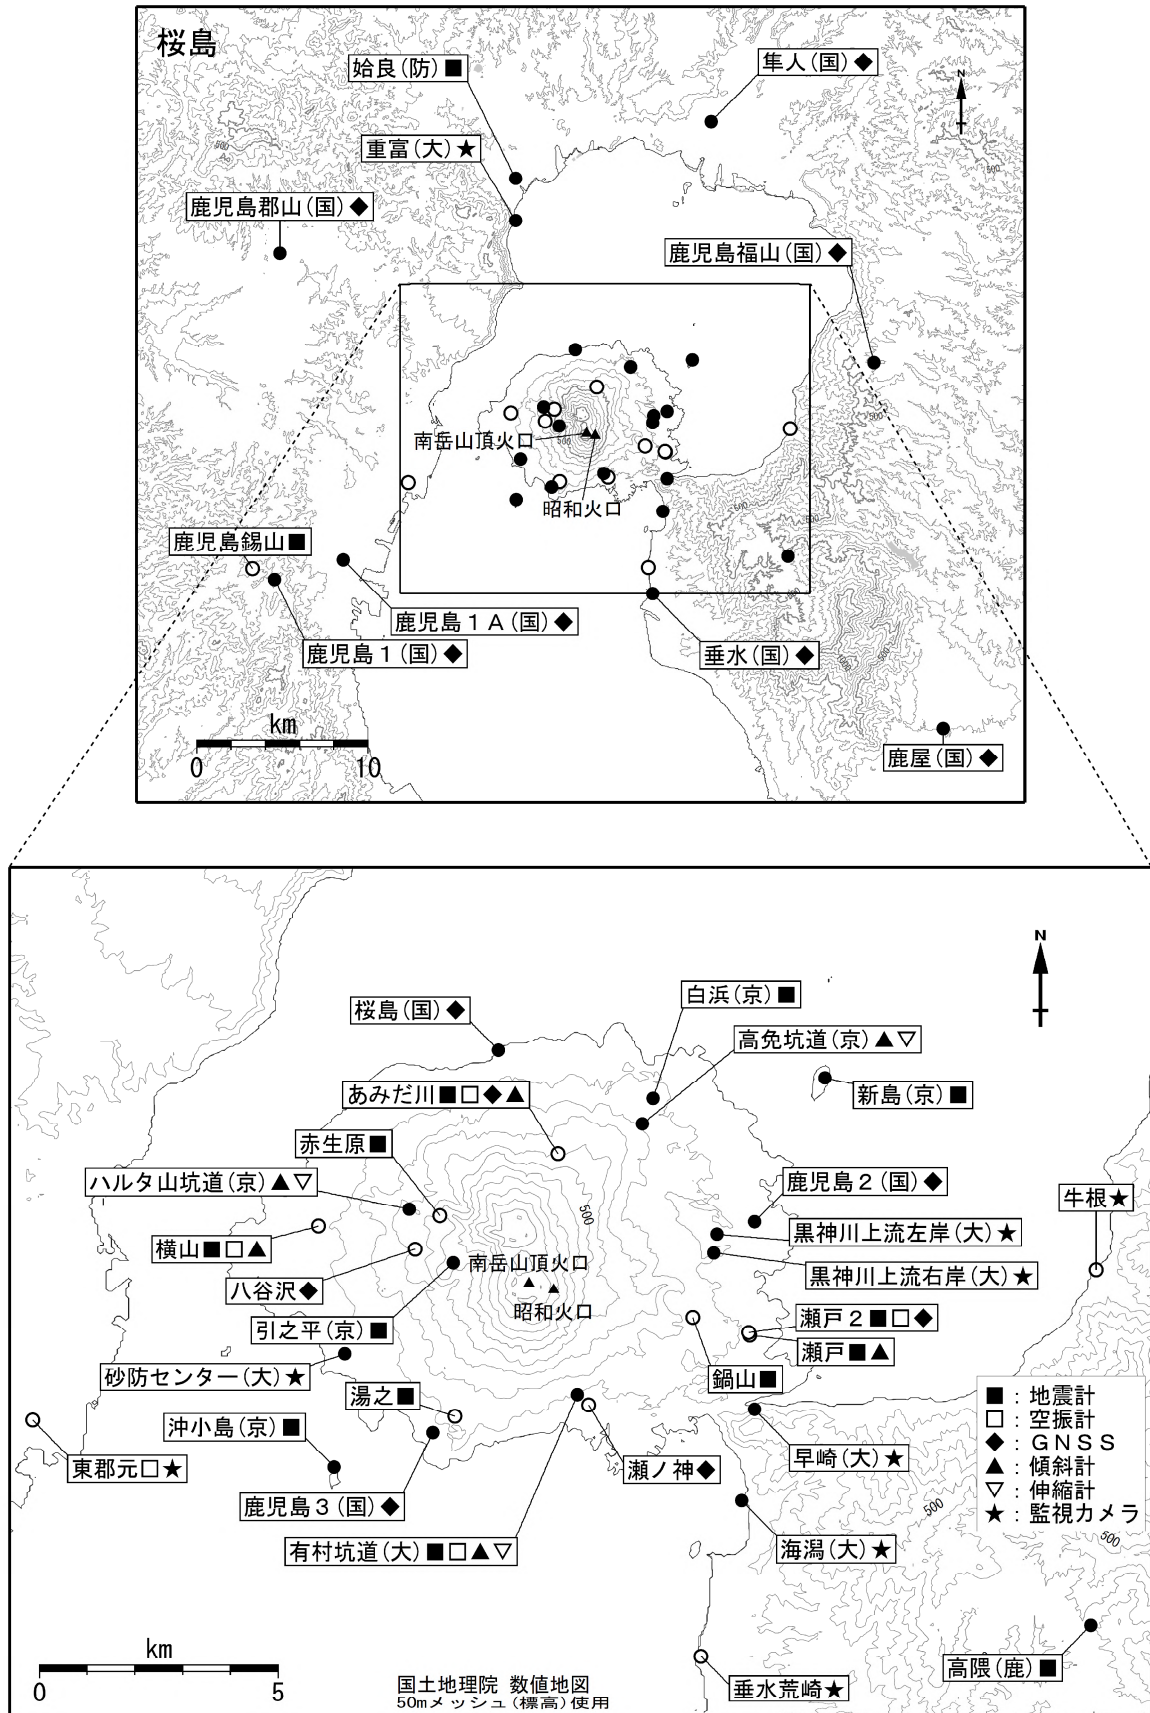 桜島
姶良(防)■
隼人(国)◆
N
重富(大)★
500
500
鹿児島郡山(国)◆
鹿児島福山(国)◆
500
南岳山頂火口
500
昭和火口
500
500
鹿児島錫山■
鹿児島1A(国)◆
鹿児島1(国)◆
垂水(国)◆
1000
500
km
0 10
鹿屋(国)◆
N
白浜(京)■
桜島(国)◆
高免坑道(京)▲▽
あみだ川■□◆▲
新島(京)■
赤生原■
ハルタ山坑道(京)▲▽
鹿児島2(国)◆
牛根★
500
黒神川上流左岸(大)★
横山■□▲
南岳山頂火口
黒神川上流右岸(大)★
八谷沢◆
昭和火口
瀬戸2■□◆
引之平(京)■
瀬戸■▲
砂防センター(大)★
鍋山■
湯之■
沖小島(京)■
東郡元□★
瀬ノ神◆
早崎(大)★
鹿児島3(国)◆
有村坑道(大)■□▲▽
海潟(大)★
■：地震計
□：空振計
◆：GNSS
▲：傾斜計
▽：伸縮計
★：監視カメラ
500
500
高隈(鹿)■
垂水荒崎★
km
0 5
国土地理院 数値地図
50mメッシュ(標高)使用